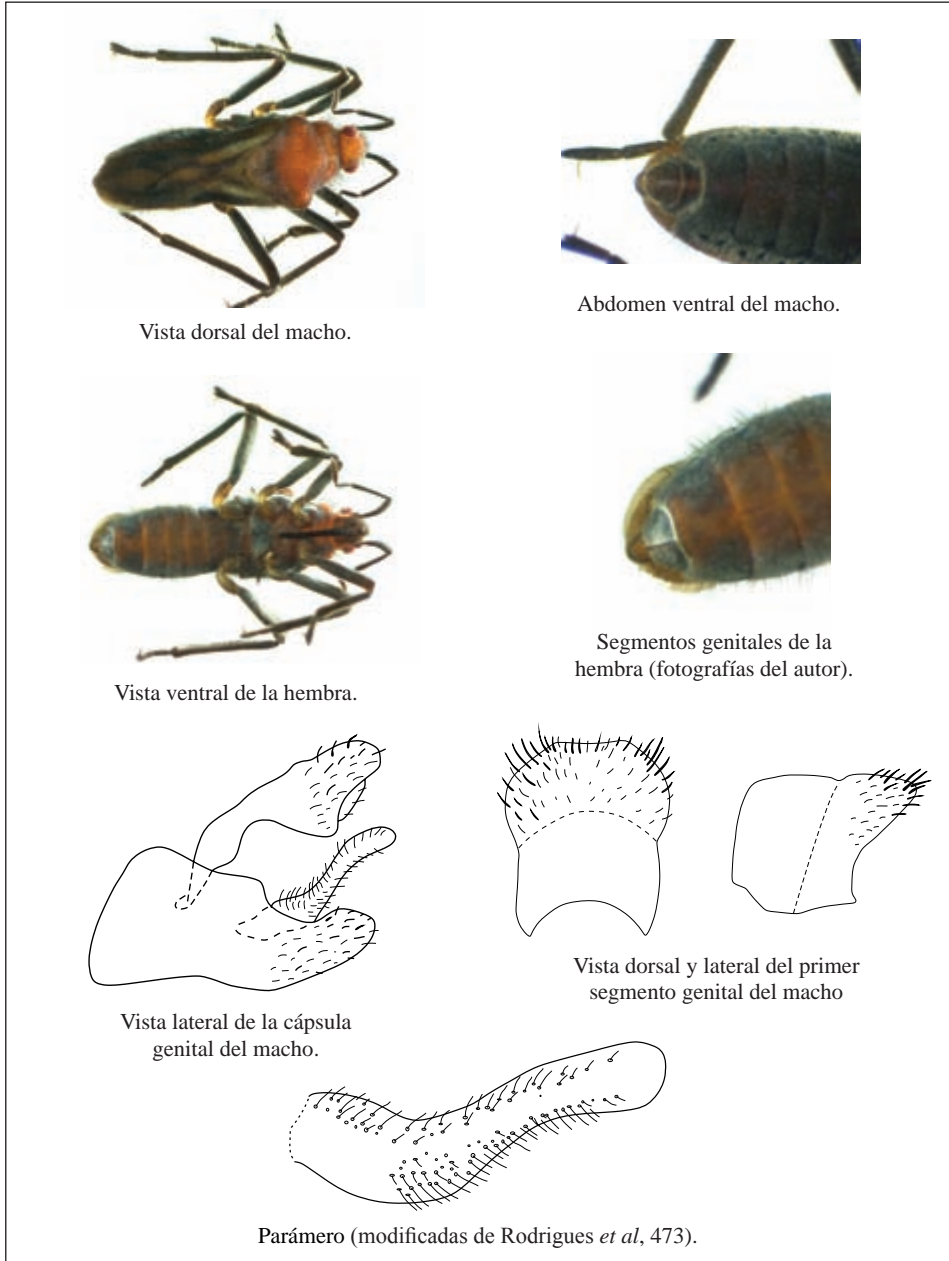 Vista dorsal del macho.
Abdomen ventral del macho.
Vista ventral de la hembra.
Segmentos genitales de la
hembra (fotografías del autor).
Vista lateral de la cápsula
genital del macho.
Vista dorsal y lateral del primer
segmento genital del macho
Parámero (modificadas de Rodrigues et al, 473).